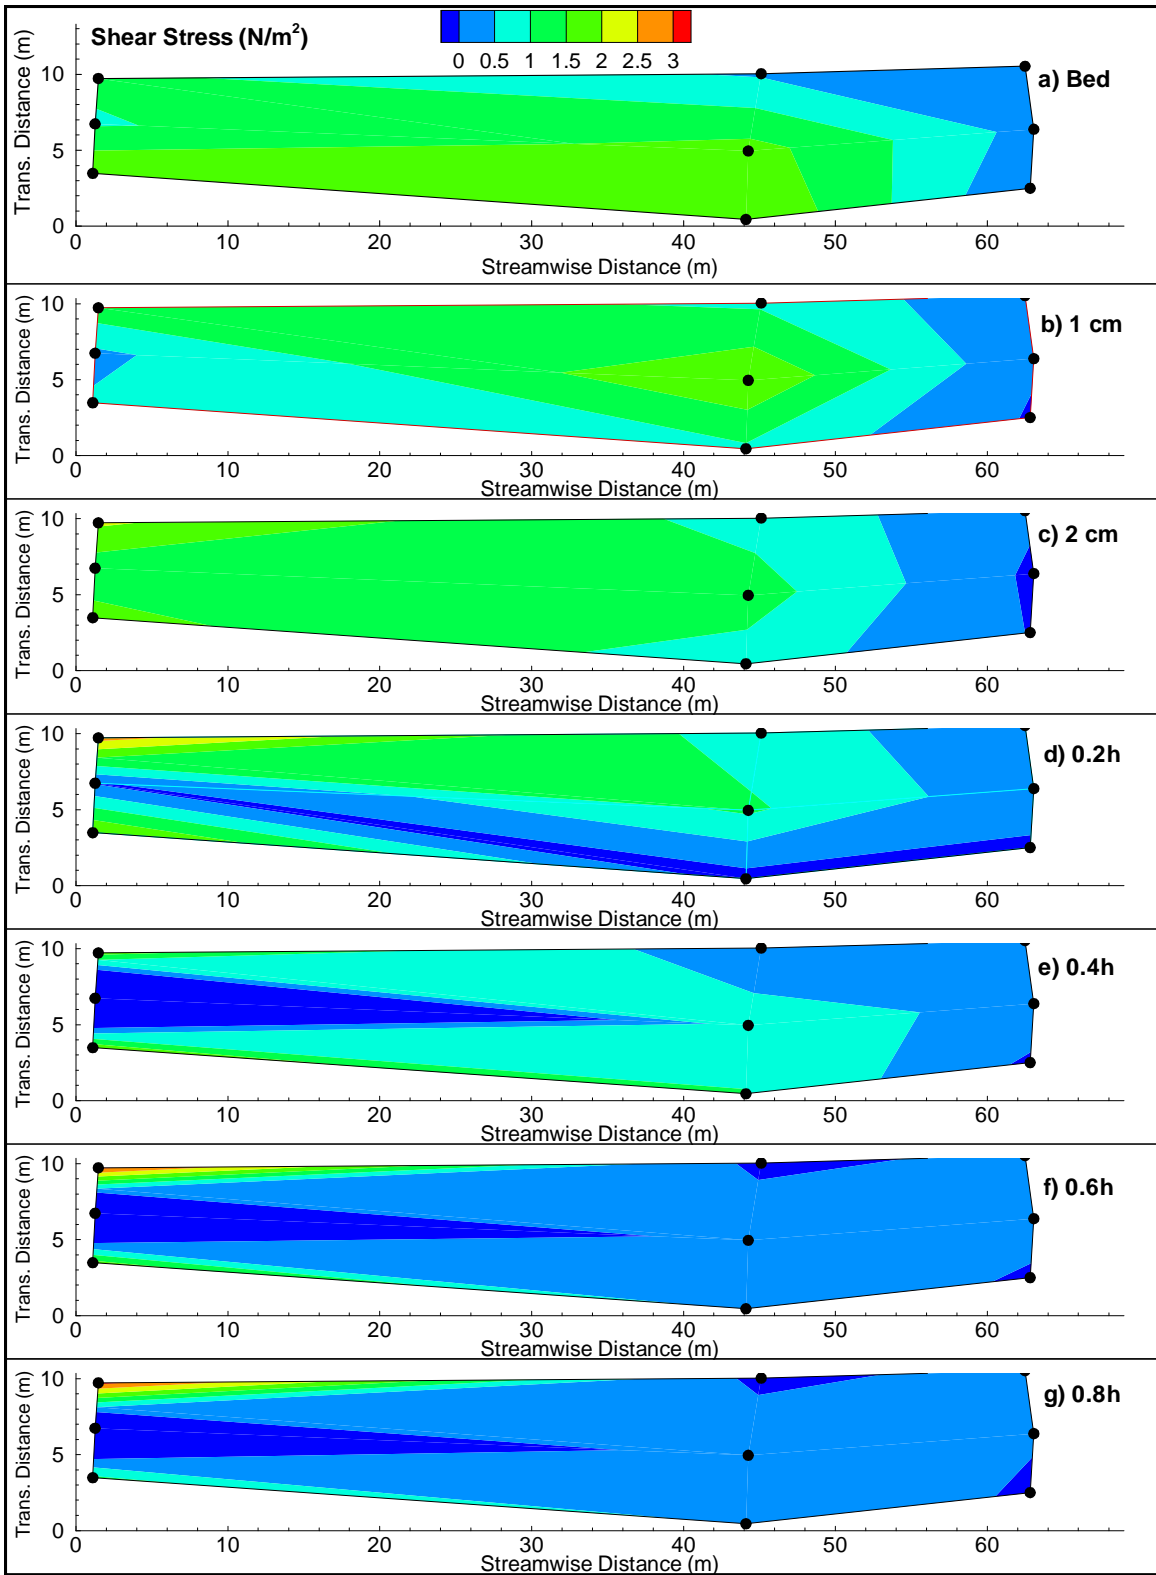 Shear Stress (N/m²)
0 0.5 1 1.5 2 2.5 3
a) Bed
Trans. Distance (m)
10
5
0
0 10 20 30 40 50 60
Streamwise Distance (m)
b) 1 cm
Trans. Distance (m)
10
5
0
0 10 20 30 40 50 60
Streamwise Distance (m)
c) 2 cm
Trans. Distance (m)
10
5
0
0 10 20 30 40 50 60
Streamwise Distance (m)
d) 0.2h
Trans. Distance (m)
10
5
0
0 10 20 30 40 50 60
Streamwise Distance (m)
e) 0.4h
Trans. Distance (m)
10
5
0
0 10 20 30 40 50 60
Streamwise Distance (m)
f) 0.6h
Trans. Distance (m)
10
5
0
0 10 20 30 40 50 60
Streamwise Distance (m)
g) 0.8h
Trans. Distance (m)
10
5
0
0 10 20 30 40 50 60
Streamwise Distance (m)